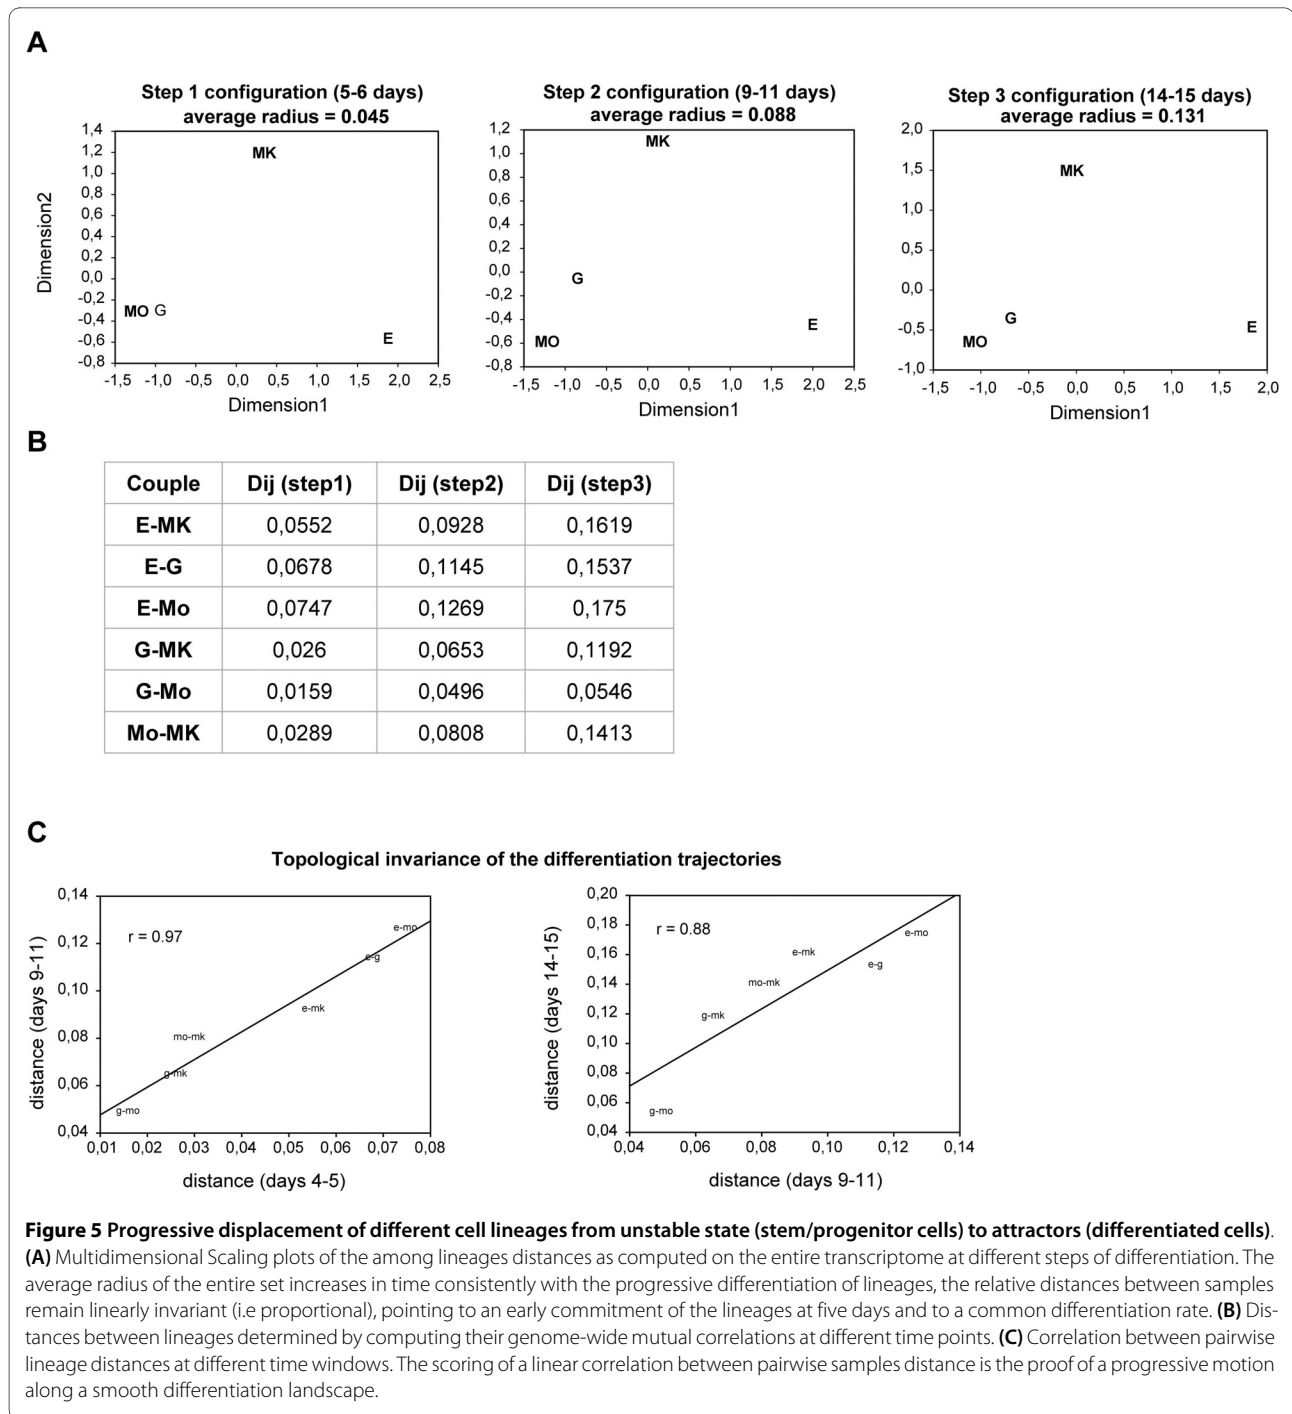 A
Step 1 configuration (5-6 days)
average radius = 0.045
Step 2 configuration (9-11 days)
average radius = 0.088
Step 3 configuration (14-15 days)
average radius = 0.131
Dimension2
1,4
1,2
1,0
0,8
0,6
0,4
0,2
0,0
-0,2
-0,4
-0,6
-0,8
MK
MO G
E
-1,5 -1,0 -0,5 0,0 0,5 1,0 1,5 2,0 2,5
Dimension1
1,2
1,0
0,8
0,6
0,4
0,2
0,0
-0,2
-0,4
-0,6
-0,8
MK
G
E
MO
-1,5 -1,0 -0,5 0,0 0,5 1,0 1,5 2,0 2,5
Dimension1
2,0
1,5
1,0
0,5
0,0
-0,5
-1,0
MK
G
E
MO
-1,5 -1,0 -0,5 0,0 0,5 1,0 1,5 2,0
Dimension1
B
Couple Dij (step1) Dij (step2) Dij (step3)
E-MK 0,0552 0,0928 0,1619
E-G 0,0678 0,1145 0,1537
E-Mo 0,0747 0,1269 0,175
G-MK 0,026 0,0653 0,1192
G-Mo 0,0159 0,0496 0,0546
Mo-MK 0,0289 0,0808 0,1413
C
Topological invariance of the differentiation trajectories
distance (days 9-11)
0,14
0,12
0,10
0,08
0,06
0,04
r = 0.97
e-mo
e-g
e-mk
mo-mk
g-mk
g-mo
0,01 0,02 0,03 0,04 0,05 0,06 0,07 0,08
distance (days 4-5)
distance (days 14-15)
0,20
0,18
0,16
0,14
0,12
0,10
0,08
0,06
0,04
r = 0.88
e-mo
e-mk
e-g
mo-mk
g-mk
g-mo
0,04 0,06 0,08 0,10 0,12 0,14
distance (days 9-11)
Figure 5 Progressive displacement of different cell lineages from unstable state (stem/progenitor cells) to attractors (differentiated cells).
(A) Multidimensional Scaling plots of the among lineages distances as computed on the entire transcriptome at different steps of differentiation. The
average radius of the entire set increases in time consistently with the progressive differentiation of lineages, the relative distances between samples
remain linearly invariant (i.e proportional), pointing to an early commitment of the lineages at five days and to a common differentiation rate. (B) Dis-
tances between lineages determined by computing their genome-wide mutual correlations at different time points. (C) Correlation between pairwise
lineage distances at different time windows. The scoring of a linear correlation between pairwise samples distance is the proof of a progressive motion
along a smooth differentiation landscape.